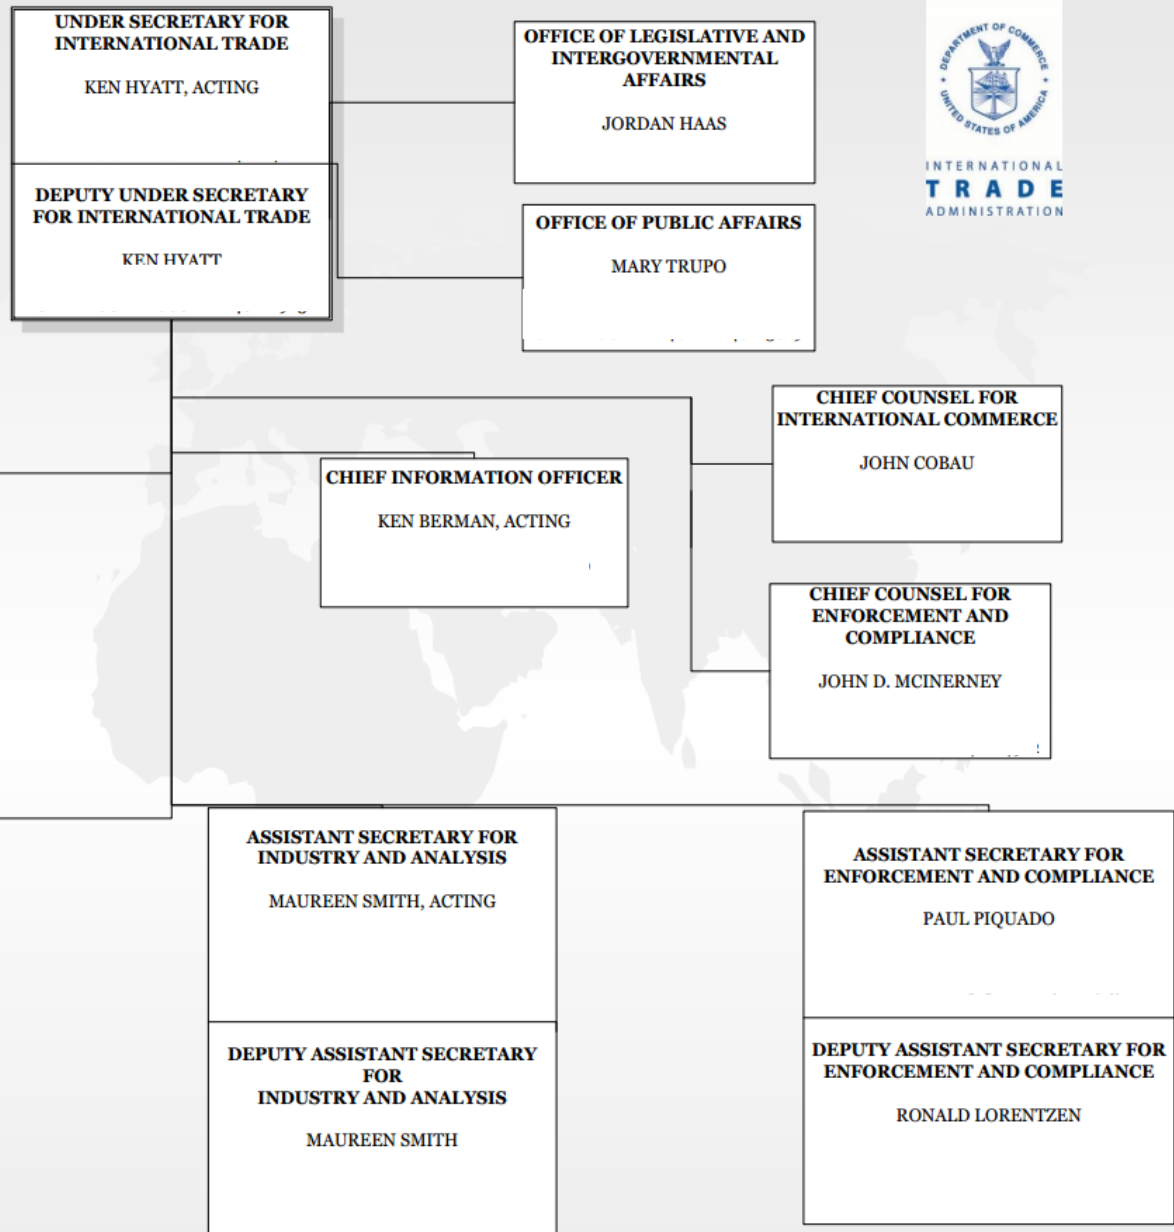 UNDER SECRETARY FOR
INTERNATIONAL TRADE
KEN HYATT, ACTING
DEPUTY UNDER SECRETARY
FOR INTERNATIONAL TRADE
KEN HYATT
OFFICE OF LEGISLATIVE AND
INTERGOVERNMENTAL
AFFAIRS
JORDAN HAAS
OFFICE OF PUBLIC AFFAIRS
MARY TRUPO
DEPARTMENT OF COMMERCE
UNITED STATES OF AMERICA
INTERNATIONAL
TRADE
ADMINISTRATION
CHIEF COUNSEL FOR
INTERNATIONAL COMMERCE
JOHN COBAU
CHIEF INFORMATION OFFICER
KEN BERMAN, ACTING
CHIEF COUNSEL FOR
ENFORCEMENT AND
COMPLIANCE
JOHN D. MCINERNEY
ASSISTANT SECRETARY FOR
INDUSTRY AND ANALYSIS
MAUREEN SMITH, ACTING
DEPUTY ASSISTANT SECRETARY
FOR
INDUSTRY AND ANALYSIS
MAUREEN SMITH
ASSISTANT SECRETARY FOR
ENFORCEMENT AND COMPLIANCE
PAUL PIQUADO
DEPUTY ASSISTANT SECRETARY FOR
ENFORCEMENT AND COMPLIANCE
RONALD LORENTZEN